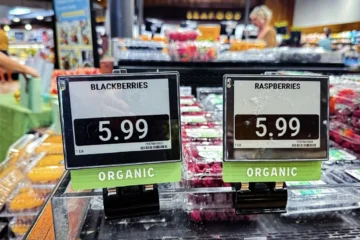 BLACKBERRIES
5.99
ORGANIC
RASPBERRIES
5.99
ORGANIC